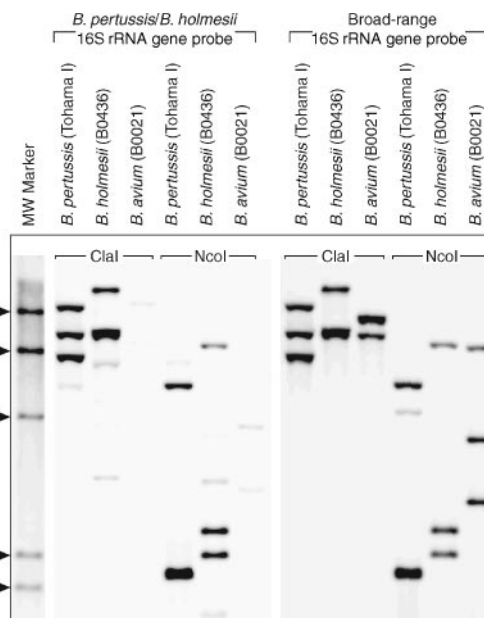 B. pertussis/B. holmesii
16S rRNA gene probe
Broad-range
16S rRNA gene probe
MW Marker
B. pertussis (Tohama I)
B. holmesii (B0436)
B. avium (B0021)
B. pertussis (Tohama I)
B. holmesii (B0436)
B. avium (B0021)
B. pertussis (Tohama I)
B. holmesii (B0436)
B. avium (B0021)
B. pertussis (Tohama I)
B. holmesii (B0436)
B. avium (B0021)
ClaI
NcoI
ClaI
NcoI